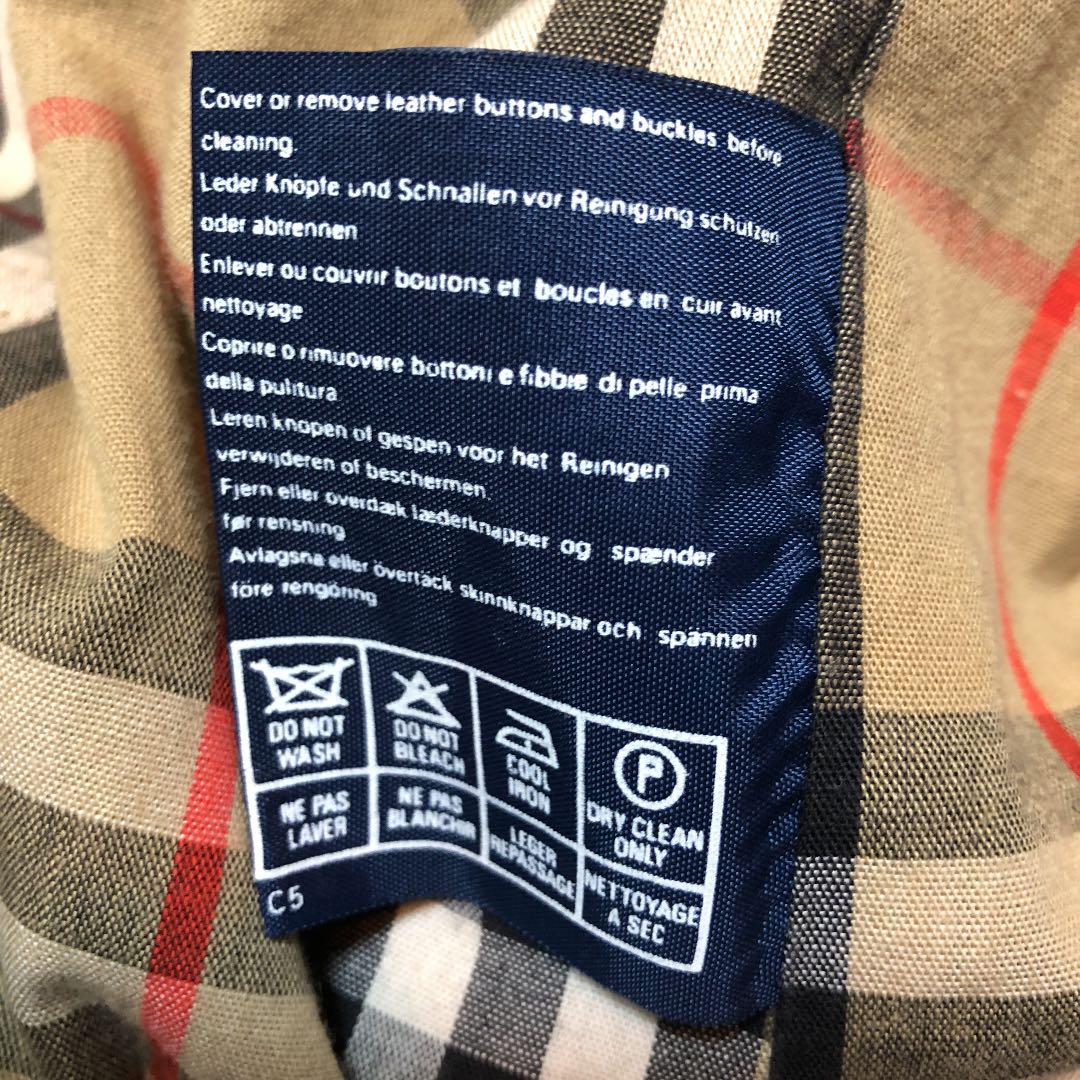 Cover or remove leather buttons and buckles before
cleaning.
Leder Knöpfe und Schnallen vor Reinigung schutzen
oder abtrennen
Enlever ou couvrir boutons et boucles en cuir avant
nettoyage
Coprire o rimuovere bottoni e fibbie di pelle prima
della pulitura
Leren knopen of gespen voor het Reinigen
verwijderen of beschermen.
Fjern eller overdæk læderknapper og spænder
før rensning
Avlagsna eller övertäck skinnknappar och spännen
före rengöring
DO NOT
WASH
DO NOT
BLEACH
COOL
IRON
P
DRY CLEAN
ONLY
NE PAS
LAVER
NE PAS
BLANCHIR
LEGER
REPASSAGE
NETTOYAGE
A SEC
C5